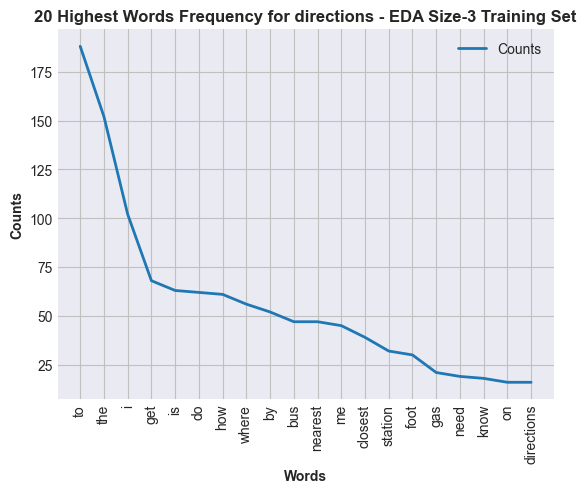 20 Highest Words Frequency for directions - EDA Size-3 Training Set
Counts
175
150
125
100
75
50
25
Counts
to
the
i
get
is
do
how
where
by
bus
nearest
me
closest
station
foot
gas
need
know
on
directions
Words